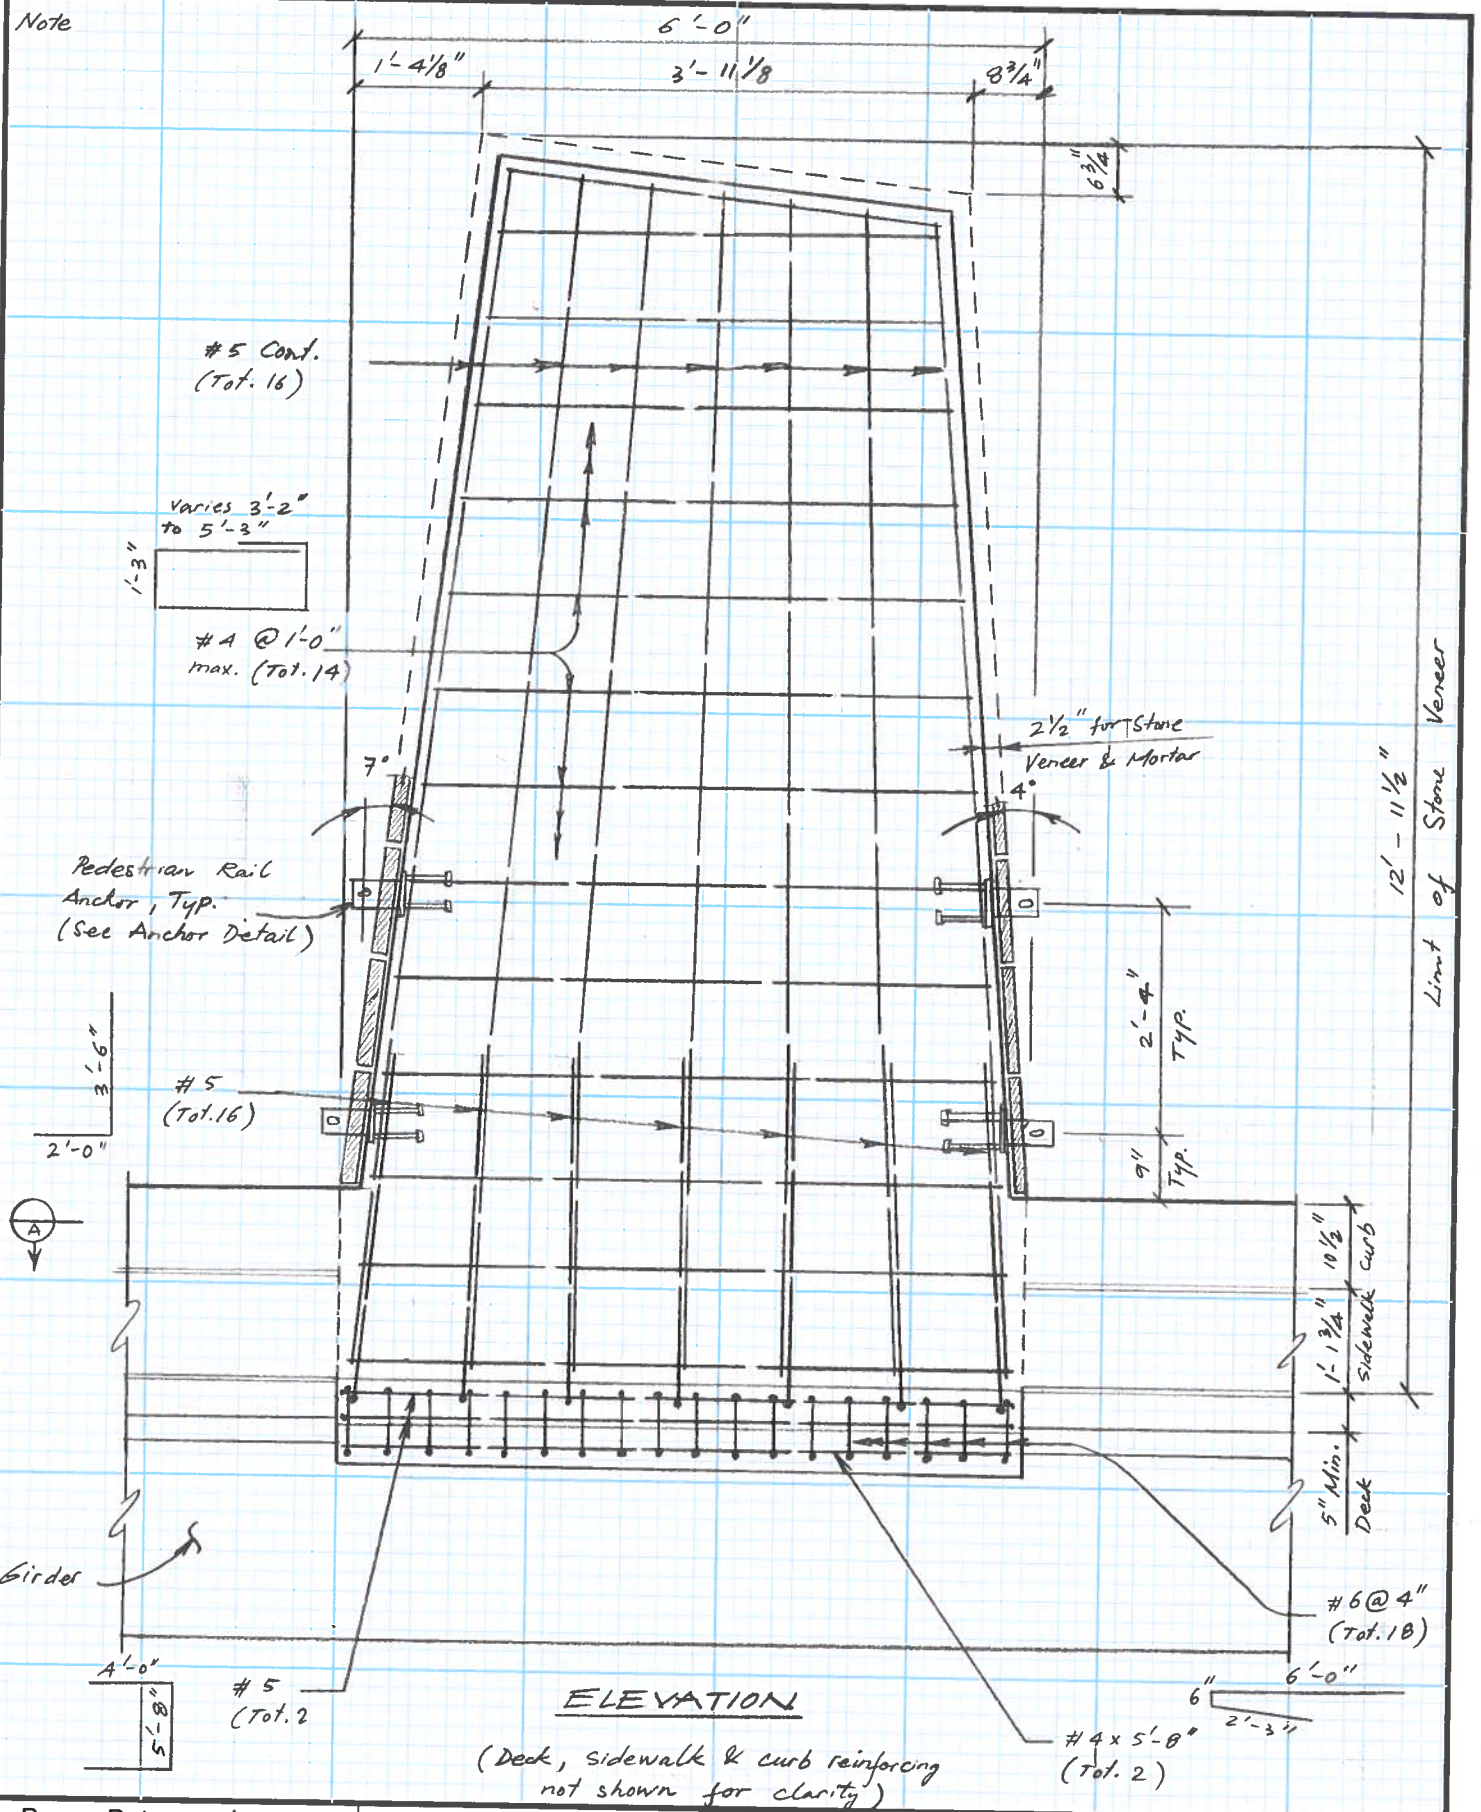 Note
6'-0"
1'-4 1/8"
3'-11 1/8
8 3/4"
6 3/4"
#5 Cont.
(Tot. 16)
Varies 3'-2"
to 5'-3"
1'-3"
#4 @ 1'-0"
max. (Tot. 14)
2 1/2" for Stone
Veneer & Mortar
7°
4°
12'-11 1/2"
Limit of Stone Veneer
Pedestrian Rail
Anchor, Typ.
(See Anchor Detail)
2'-4"
Typ.
3'-6"
2'-0"
#5
(Tot. 16)
9"
Typ.
A
10 1/2"
Curb
1'-1 3/4"
Sidewalk
5" Min.
Deck
Girder
#6 @ 4"
(Tot. 18)
6'-0"
6"
2'-3"
4'-0"
5'-8"
#5
(Tot. 2
ELEVATION
#4 x 5'-8"
(Tot. 2)
(Deck, sidewalk & curb reinforcing
not shown for clarity)